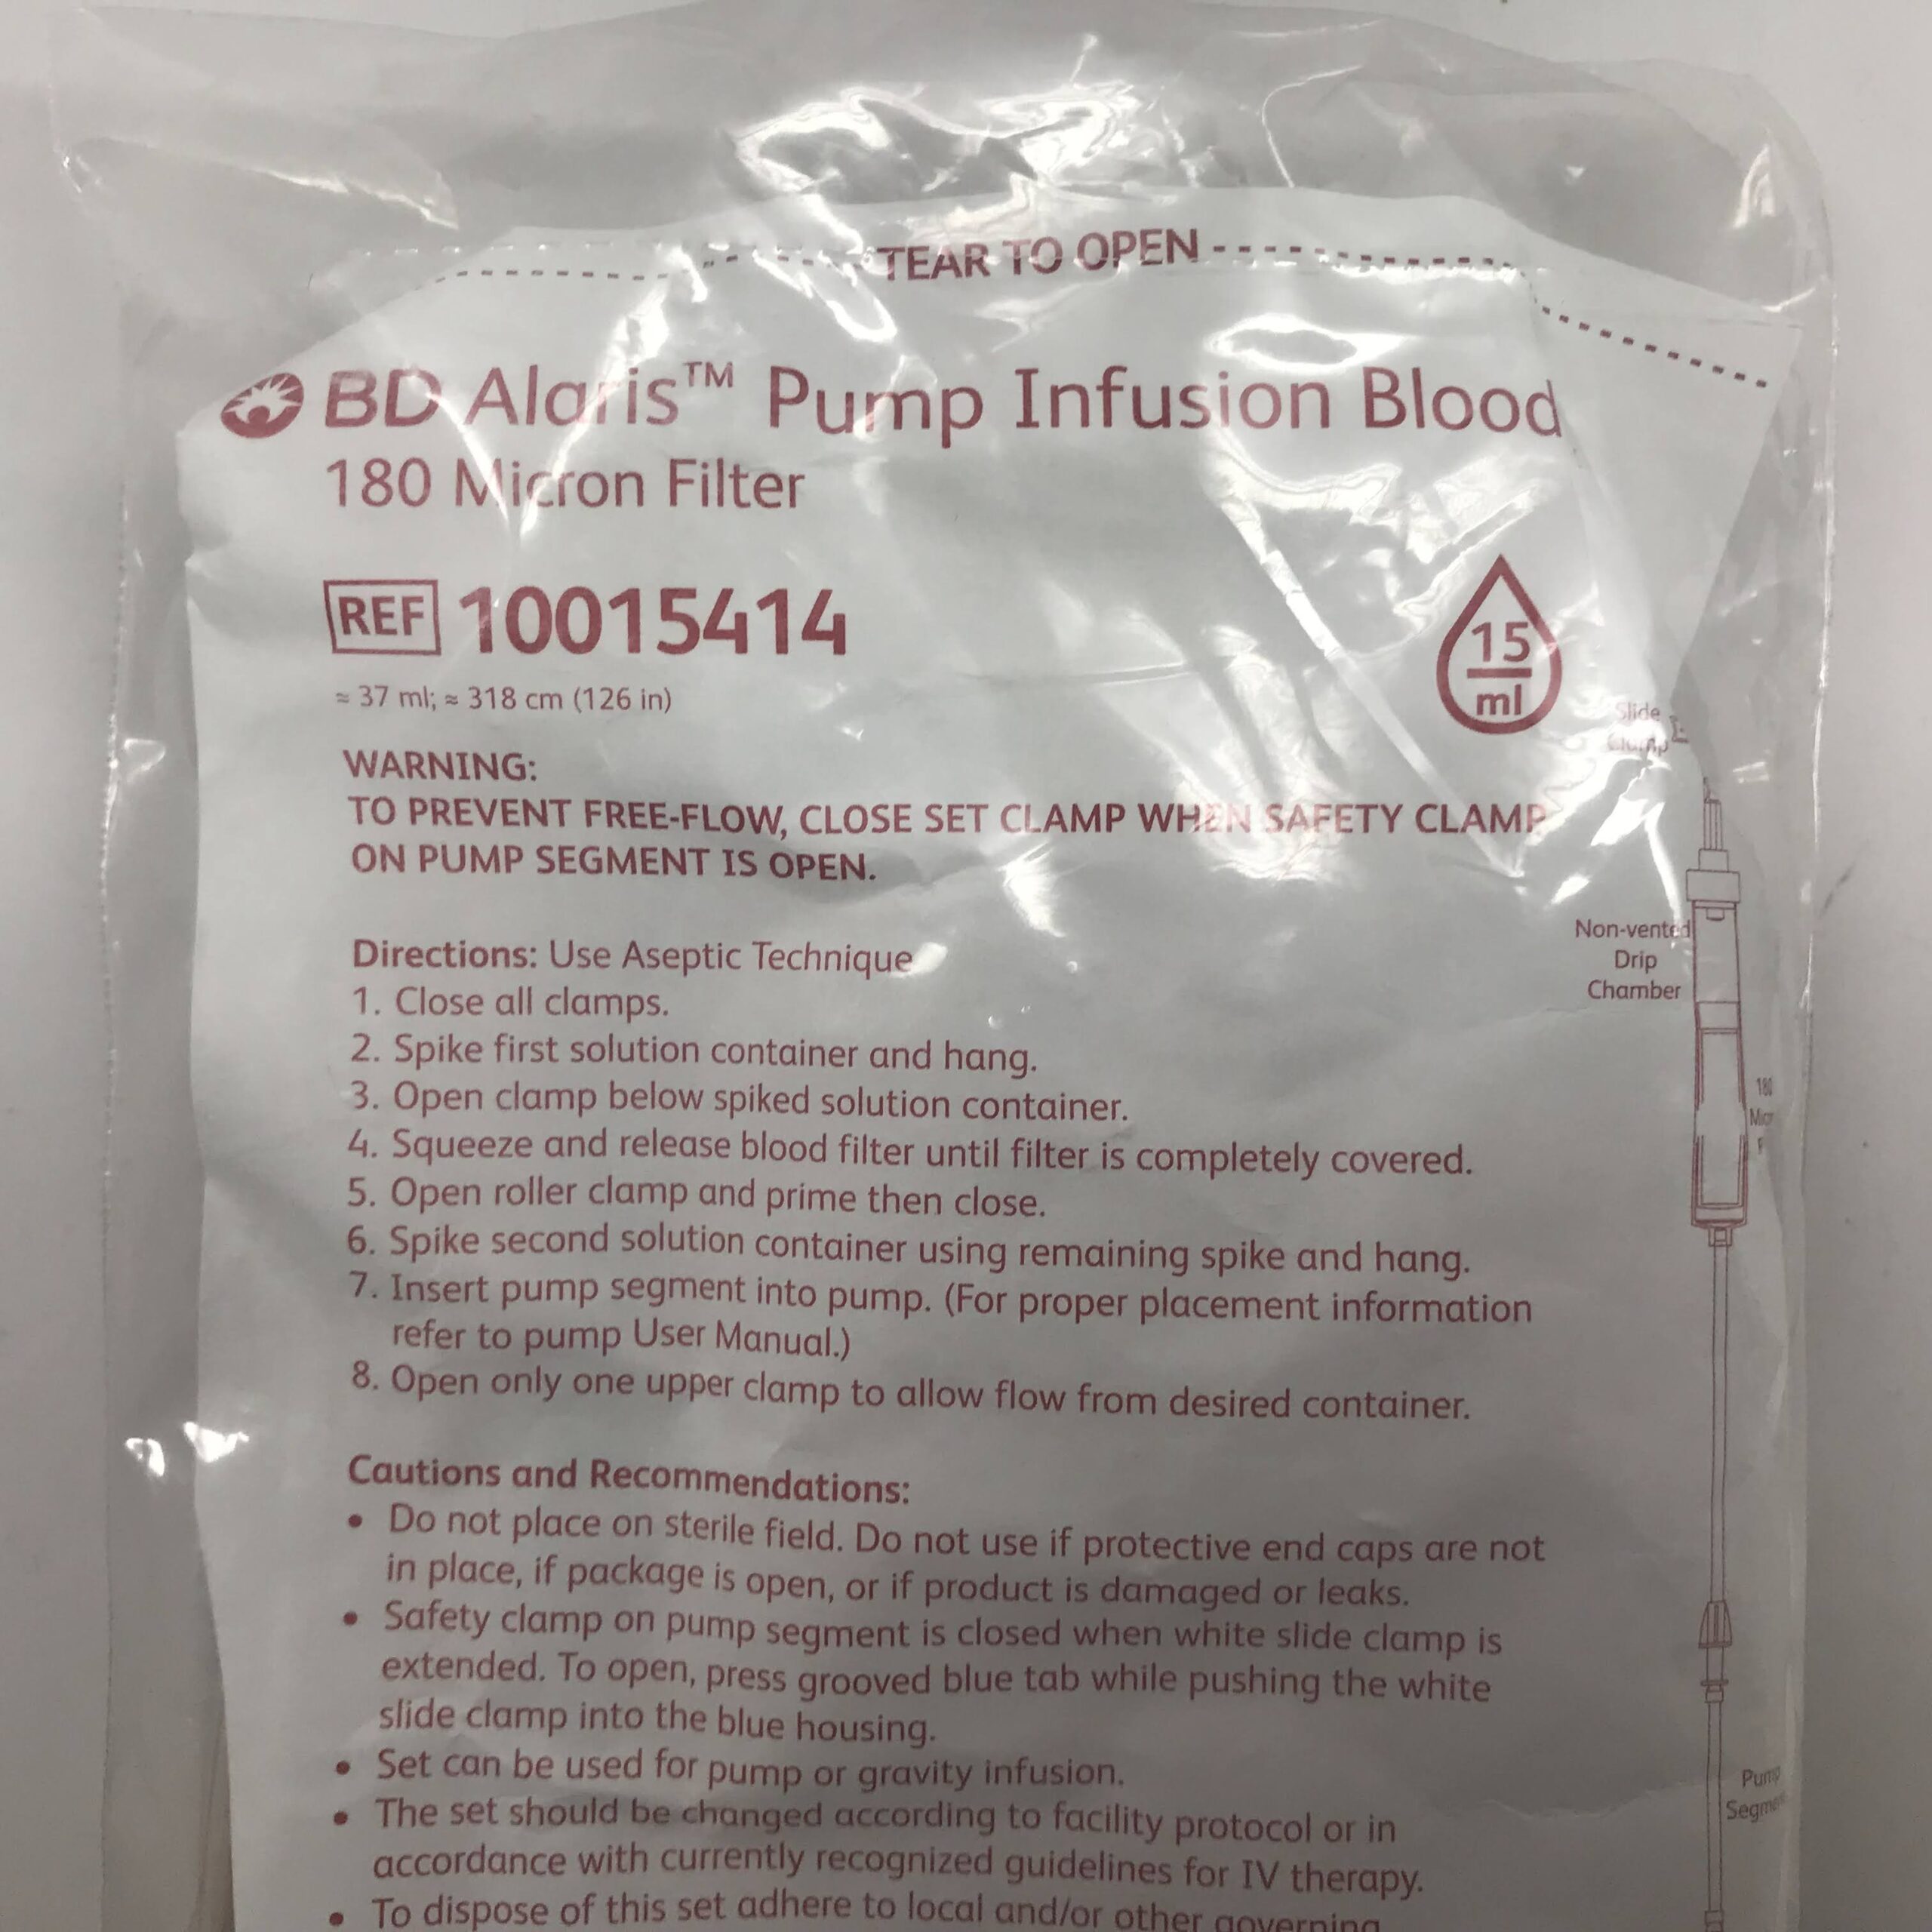 TEAR TO OPEN
BD Alaris™ Pump Infusion Blood
180 Micron Filter
REF 10015414
≈ 37 ml; ≈ 318 cm (126 in)
15
ml
WARNING:
TO PREVENT FREE-FLOW, CLOSE SET CLAMP WHEN SAFETY CLAMP
ON PUMP SEGMENT IS OPEN.
Slide
Clamp
Non-vented
Drip
Chamber
180
Directions: Use Aseptic Technique
1. Close all clamps.
2. Spike first solution container and hang.
3. Open clamp below spiked solution container.
4. Squeeze and release blood filter until filter is completely covered.
5. Open roller clamp and prime then close.
6. Spike second solution container using remaining spike and hang.
7. Insert pump segment into pump. (For proper placement information
refer to pump User Manual.)
8. Open only one upper clamp to allow flow from desired container.
Cautions and Recommendations:
• Do not place on sterile field. Do not use if protective end caps are not
in place, if package is open, or if product is damaged or leaks.
• Safety clamp on pump segment is closed when white slide clamp is
extended. To open, press grooved blue tab while pushing the white
slide clamp into the blue housing.
• Set can be used for pump or gravity infusion.
• The set should be changed according to facility protocol or in
accordance with currently recognized guidelines for IV therapy.
• To dispose of this set adhere to local and/or other governing
Pump